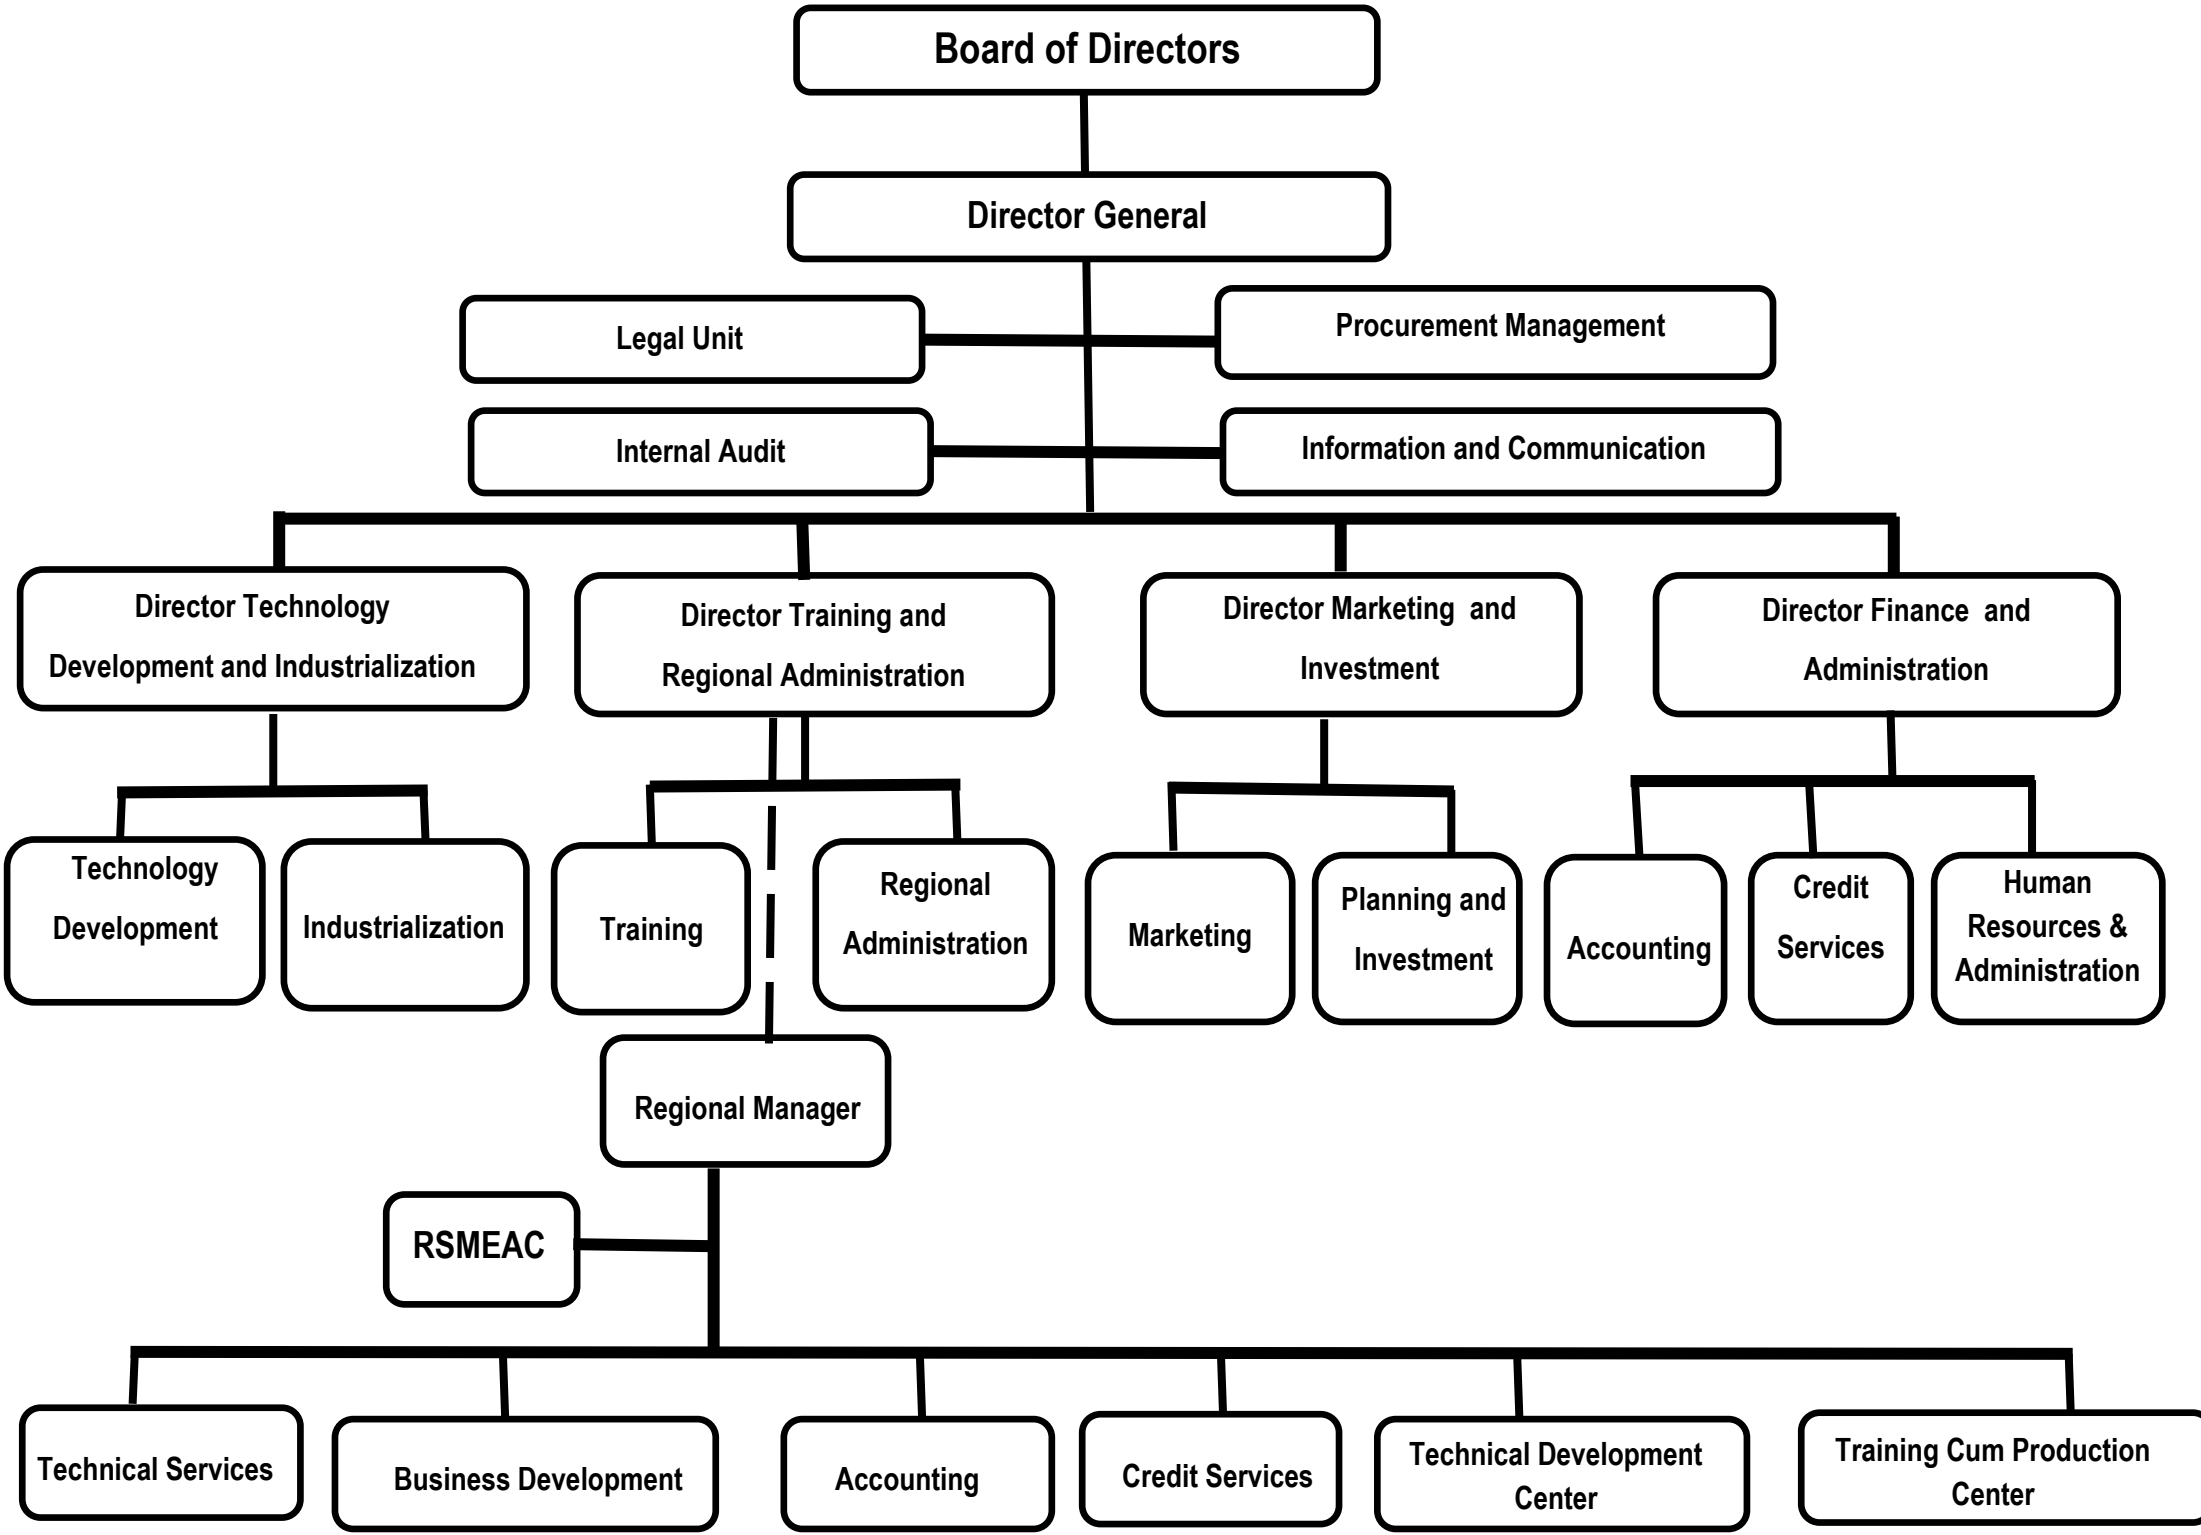 Board of Directors
Director General
Legal Unit
Procurement Management
Internal Audit
Information and Communication
Director Technology
Development and Industrialization
Director Training and
Regional Administration
Director Marketing and
Investment
Director Finance and
Administration
Technology
Development
Industrialization
Training
Regional
Administration
Marketing
Planning and
Investment
Accounting
Credit
Services
Human
Resources &
Administration
Regional Manager
RSMEAC
Technical Services
Business Development
Accounting
Credit Services
Technical Development
Center
Training Cum Production
Center